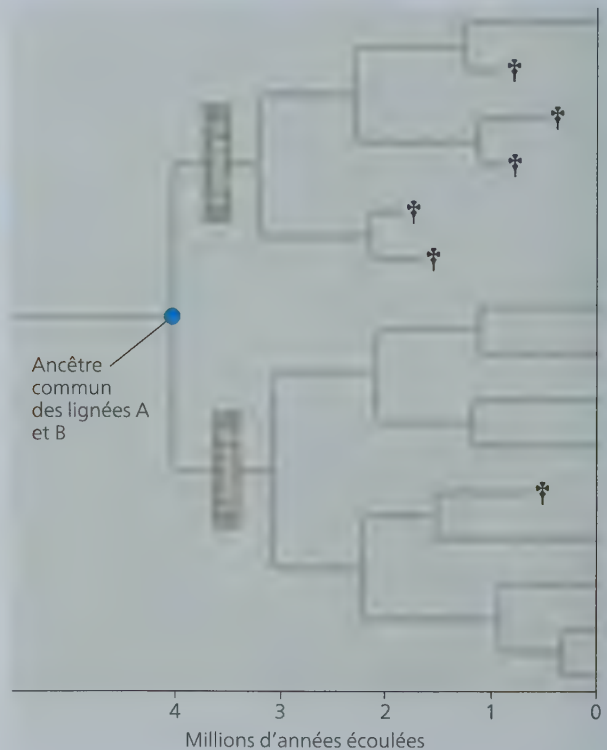 Ancêtre
commun
des lignées A
et B
4 3 2 1 0
Millions d'années écoulées